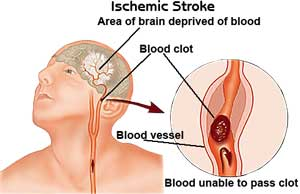 Ischemic Stroke
Area of brain deprived of blood
Blood clot
Blood vessel
Blood unable to pass clot